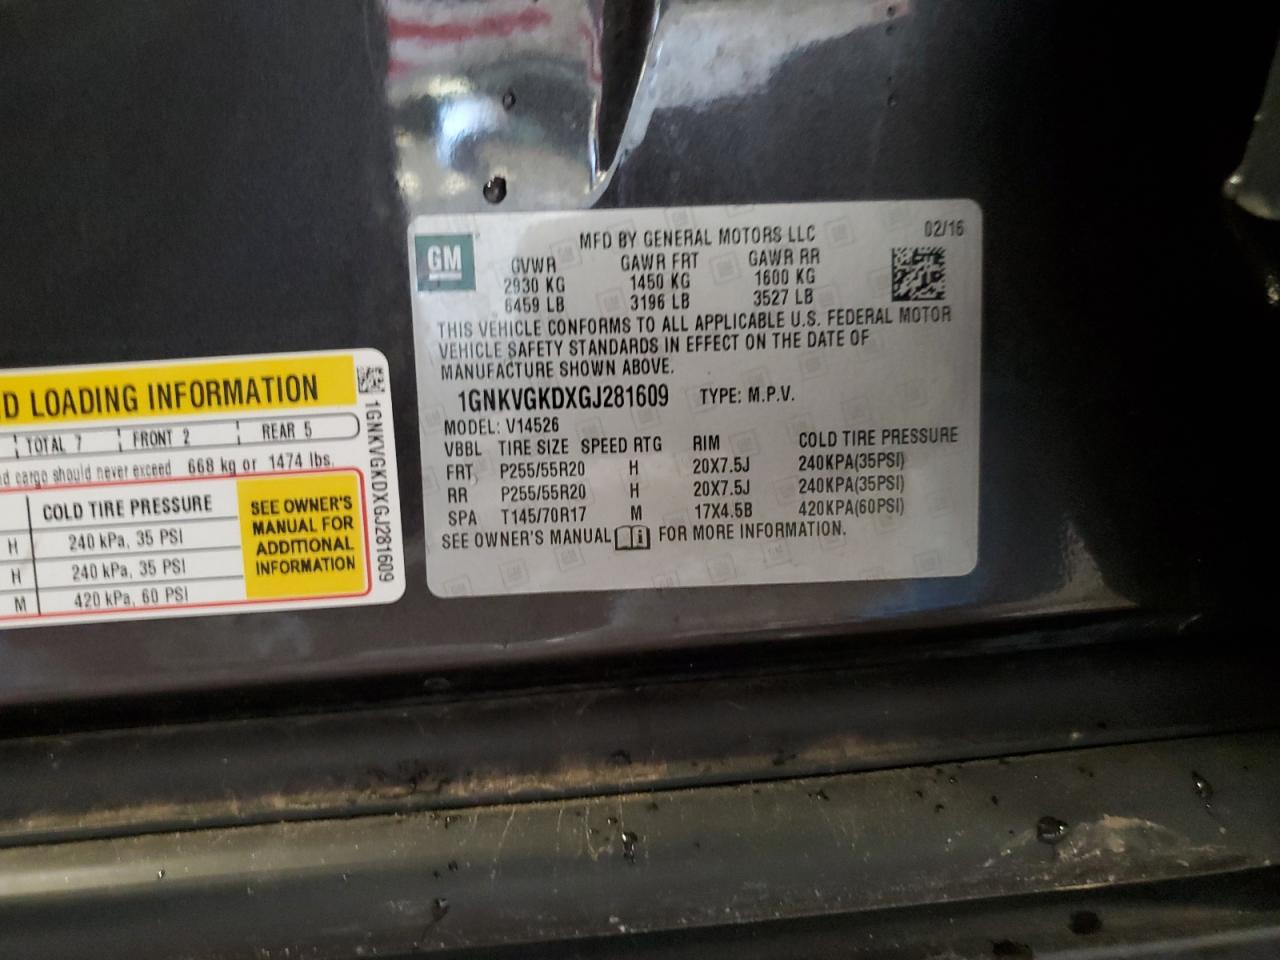 GM
MFD BY GENERAL MOTORS LLC 02/16
GVWR GAWR FRT GAWR RR
2930 KG 1450 KG 1600 KG
6459 LB 3196 LB 3527 LB
THIS VEHICLE CONFORMS TO ALL APPLICABLE U.S. FEDERAL MOTOR
VEHICLE SAFETY STANDARDS IN EFFECT ON THE DATE OF
MANUFACTURE SHOWN ABOVE.
1GNKVGKDXGJ281609 TYPE: M.P.V.
MODEL: V14526
VBBL TIRE SIZE SPEED RTG RIM COLD TIRE PRESSURE
FRT P255/55R20 H 20X7.5J 240KPA(35PSI)
RR P255/55R20 H 20X7.5J 240KPA(35PSI)
SPA T145/70R17 M 17X4.5B 420KPA(60PSI)
SEE OWNER'S MANUAL FOR MORE INFORMATION.
D LOADING INFORMATION
TOTAL 7 FRONT 2 REAR 5
cargo should never exceed 668 kg or 1474 lbs.
COLD TIRE PRESSURE
H 240 kPa, 35 PSI
H 240 kPa, 35 PSI
M 420 kPa, 60 PSI
SEE OWNER'S
MANUAL FOR
ADDITIONAL
INFORMATION
1GNKVGKDXGJ281609